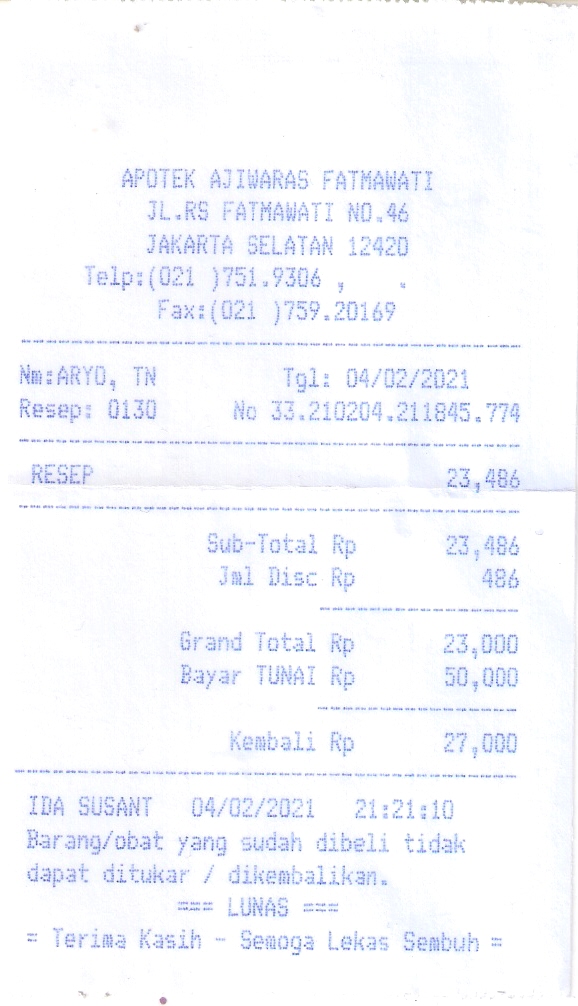 APOTEK AJIWARAS FATMAWATI
JL.RS FATMAWATI NO.46
JAKARTA SELATAN 12420
Telp:(021 )751.9306 , .
Fax:(021 )759.20169
Nm:ARYO, TN Tgl: 04/02/2021
Resep: 0130 No 33.210204.211845.774
RESEP 23,486
Sub-Total Rp 23,486
Jml Disc Rp 486
Grand Total Rp 23,000
Bayar TUNAI Rp 50,000
Kembali Rp 27,000
IDA SUSANT 04/02/2021 21:21:10
Barang/obat yang sudah dibeli tidak
dapat ditukar / dikembalikan.
== LUNAS ==
= Terima Kasih - Semoga Lekas Sembuh =